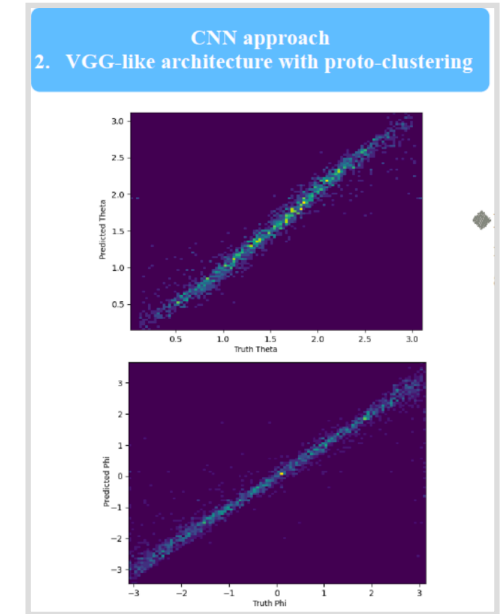 CNN approach
2. VGG-like architecture with proto-clustering
3.0
2.5
2.0
1.5
1.0
0.5
Predicted Theta
0.5 1.0 1.5 2.0 2.5 3.0
Truth Theta
3
2
1
0
−1
−2
−3
Predicted Phi
−3 −2 −1 0 1 2 3
Truth Phi